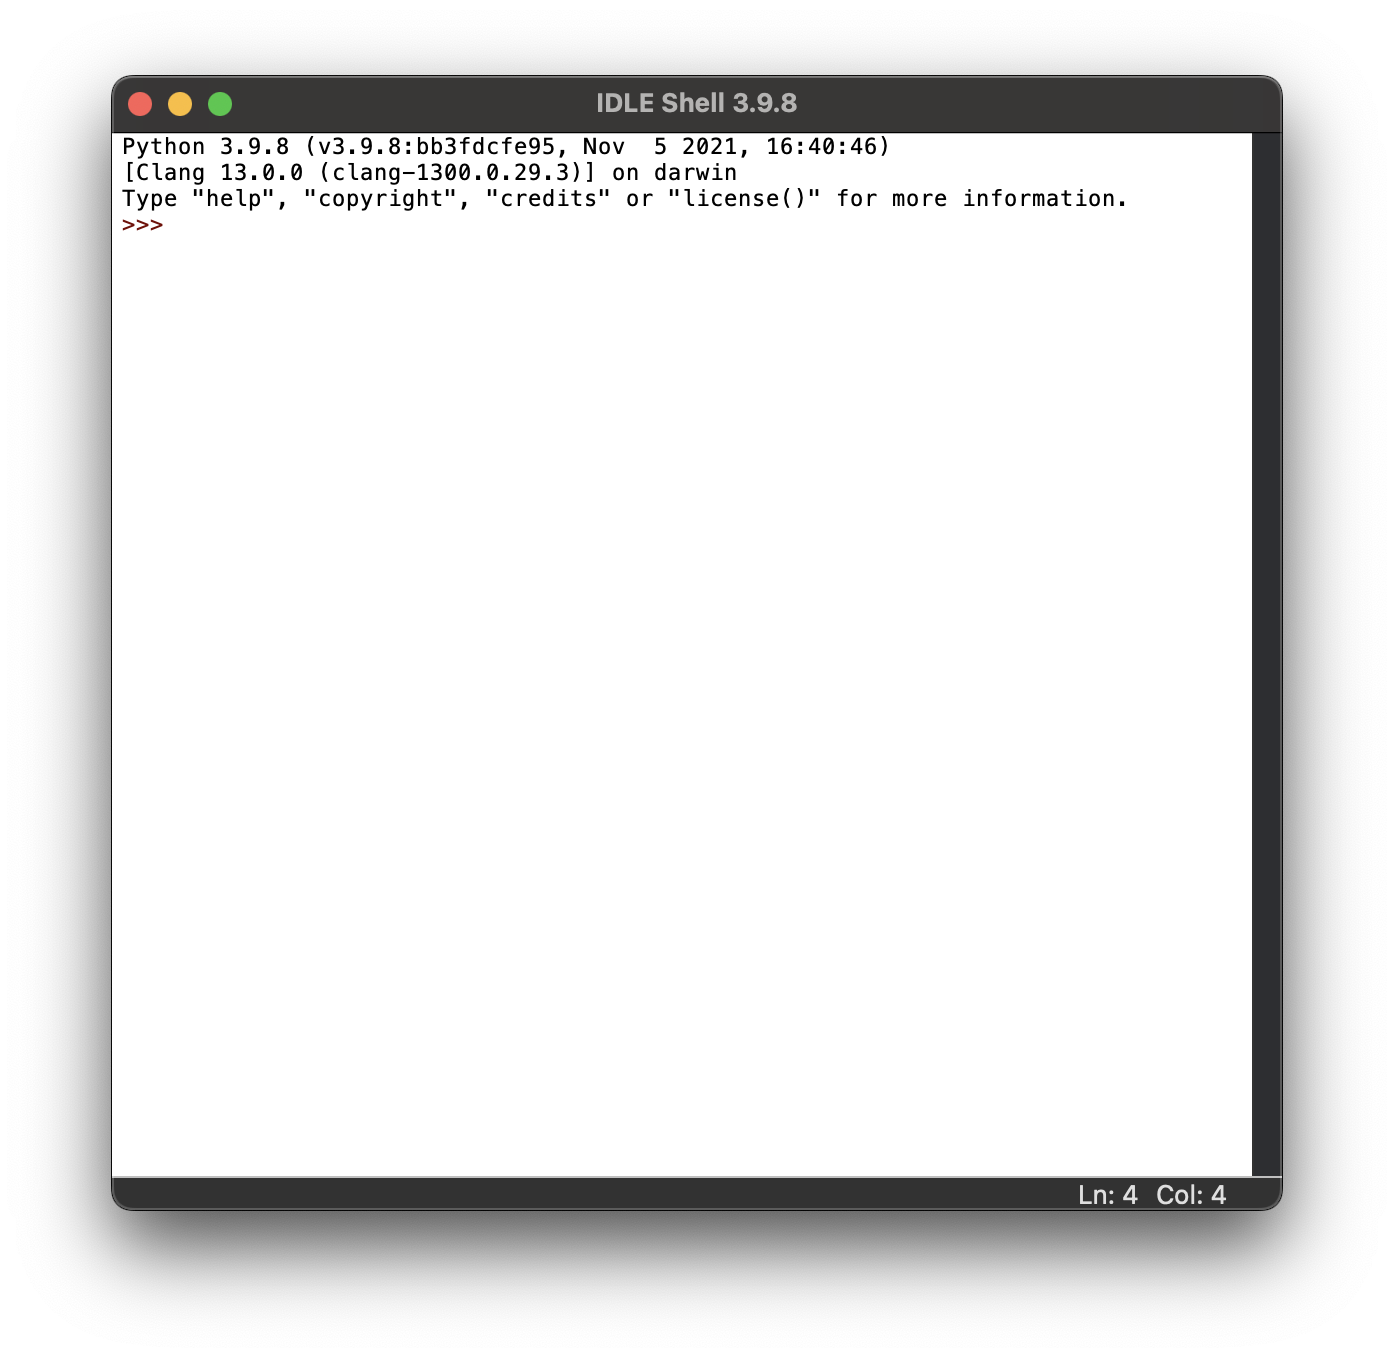 IDLE Shell 3.9.8
Python 3.9.8 (v3.9.8:bb3fdcfe95, Nov  5 2021, 16:40:46)
[Clang 13.0.0 (clang-1300.0.29.3)] on darwin
Type "help", "copyright", "credits" or "license()" for more information.
>>>
Ln: 4  Col: 4